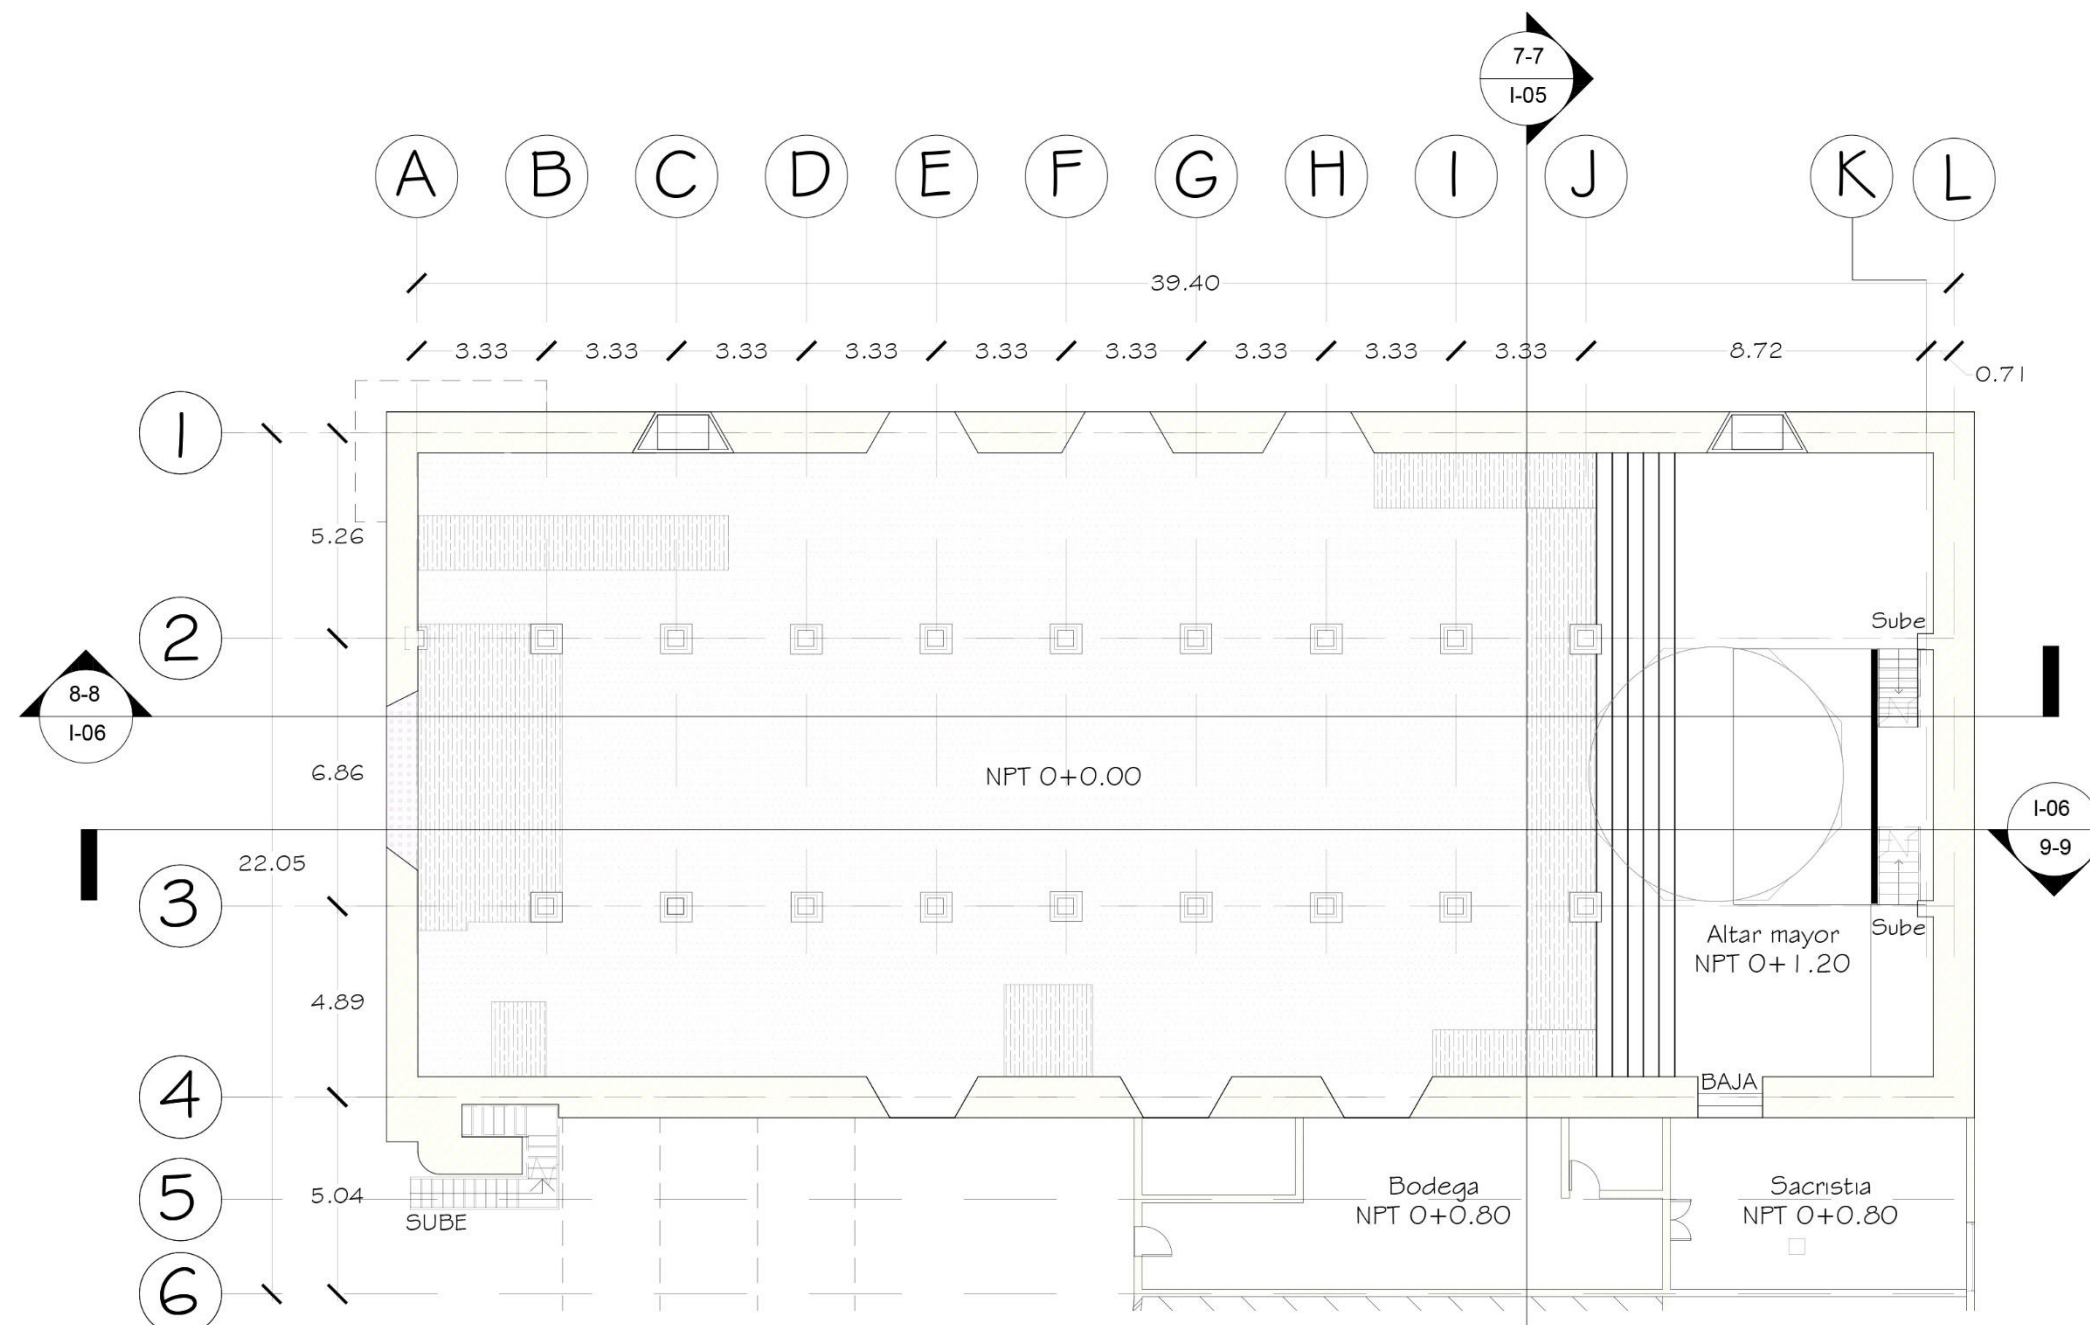 7-7
I-05
A B C D E F G H I J K L
39.40
3.33 3.33 3.33 3.33 3.33 3.33 3.33 3.33 3.33 8.72
0.71
1
5.26
2
Sube
8-8
I-06
6.86
NPT 0+0.00
I-06
9-9
22.05
3
Sube
Altar mayor
NPT 0+1.20
4.89
4
BAJA
5
5.04
SUBE
Bodega
NPT 0+0.80
Sacristia
NPT 0+0.80
6